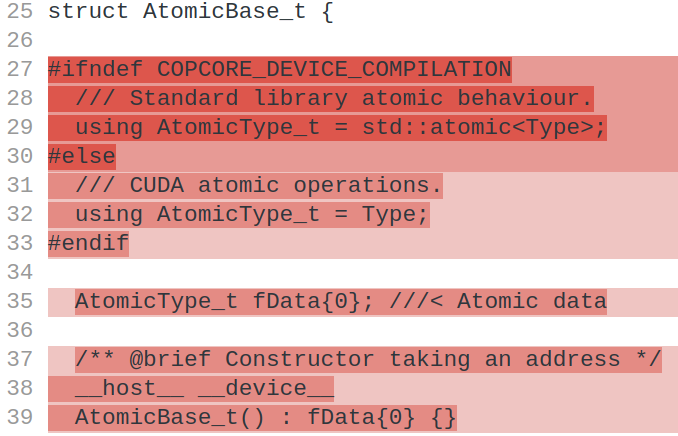 25 struct AtomicBase_t {
26
27 #ifndef COPCORE_DEVICE_COMPILATION
28   /// Standard library atomic behaviour.
29   using AtomicType_t = std::atomic<Type>;
30 #else
31   /// CUDA atomic operations.
32   using AtomicType_t = Type;
33 #endif
34
35   AtomicType_t fData{0}; ///< Atomic data
36
37   /** @brief Constructor taking an address */
38   __host__ __device__
39   AtomicBase_t() : fData{0} {}